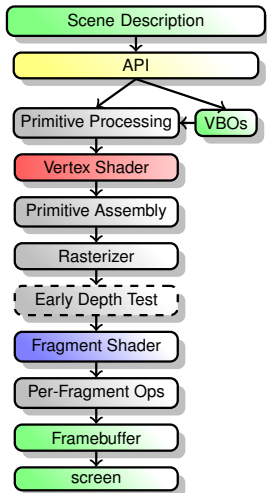 Scene Description
API
Primitive Processing
VBOs
Vertex Shader
Primitive Assembly
Rasterizer
Early Depth Test
Fragment Shader
Per-Fragment Ops
Framebuffer
screen